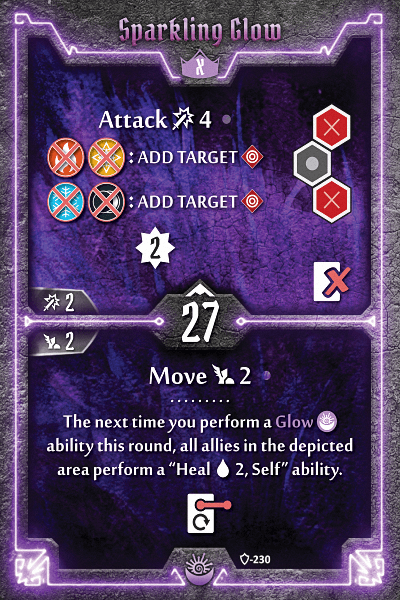 Sparkling Glow
X
Attack 4
: ADD TARGET
: ADD TARGET
2
2
27
2
Move 2
The next time you perform a Glow
ability this round, all allies in the depicted
area perform a “Heal 2, Self” ability.
-230